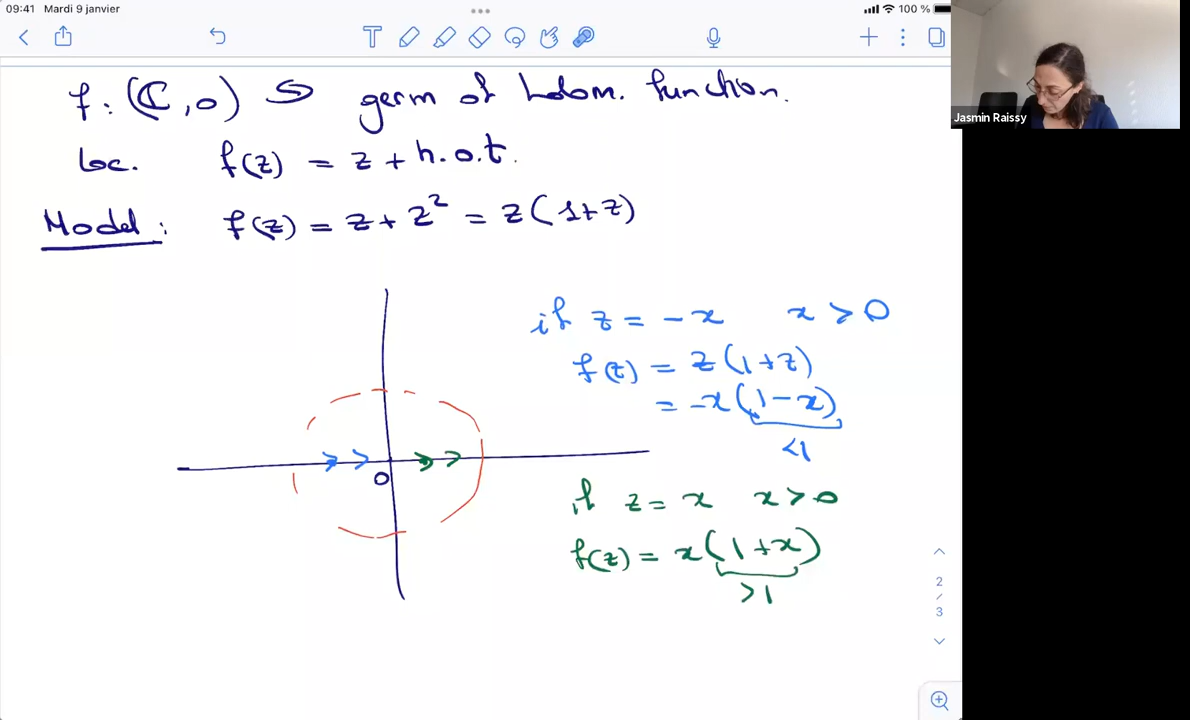 09:41 Mardi 9 janvier 100 %
f : (ℂ, 0) ↺ germ of holom. function.
Jasmin Raissy
loc. f(z) = z + h.o.t.
Model : f(z) = z + z² = z(1+z)
if z = -x x > 0
f(z) = z(1+z)
= -x(1-x)
<1
0
if z = x x > 0
f(z) = x(1+x)
>1
2
/
3